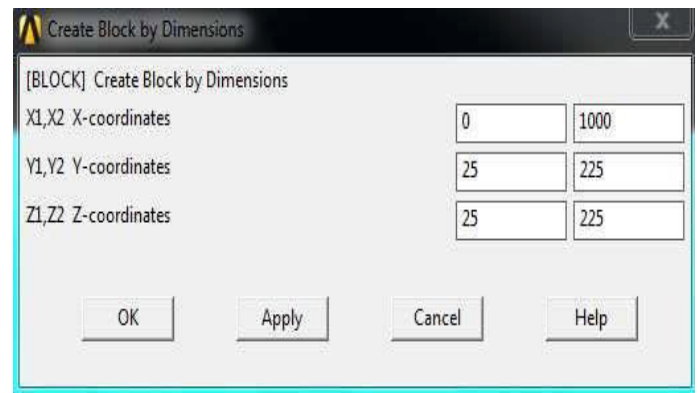 Create Block by Dimensions
X
[BLOCK] Create Block by Dimensions
X1,X2 X-coordinates 0 1000
Y1,Y2 Y-coordinates 25 225
Z1,Z2 Z-coordinates 25 225
OK Apply Cancel Help